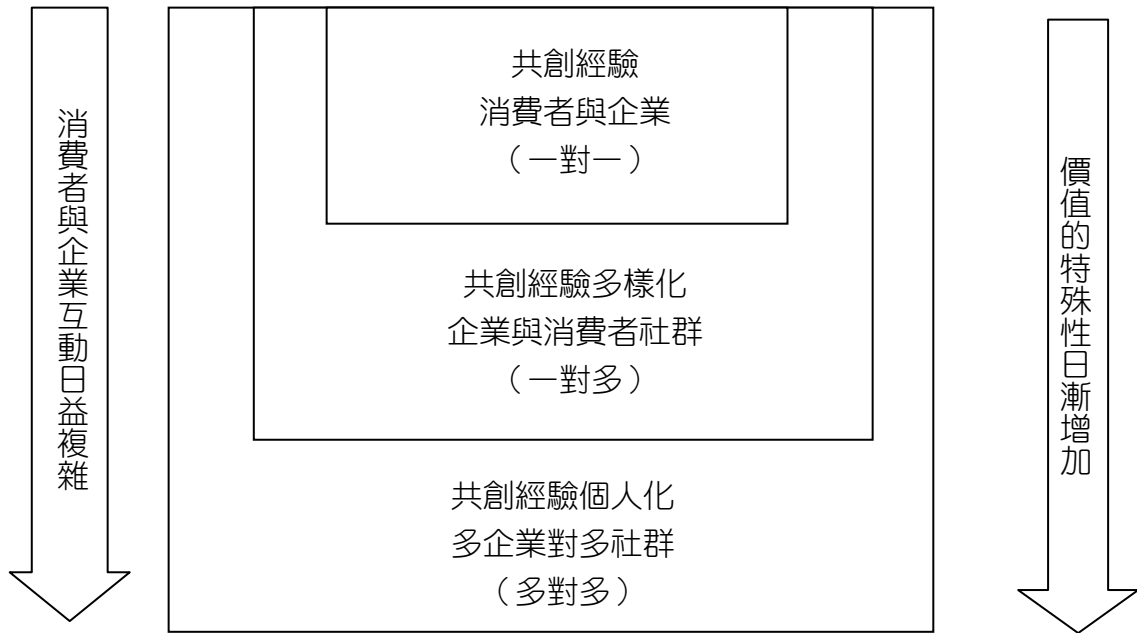 消費者與企業互動日益複雜
共創經驗
消費者與企業
（一對一）
共創經驗多樣化
企業與消費者社群
（一對多）
共創經驗個人化
多企業對多社群
（多對多）
價值的特殊性日漸增加